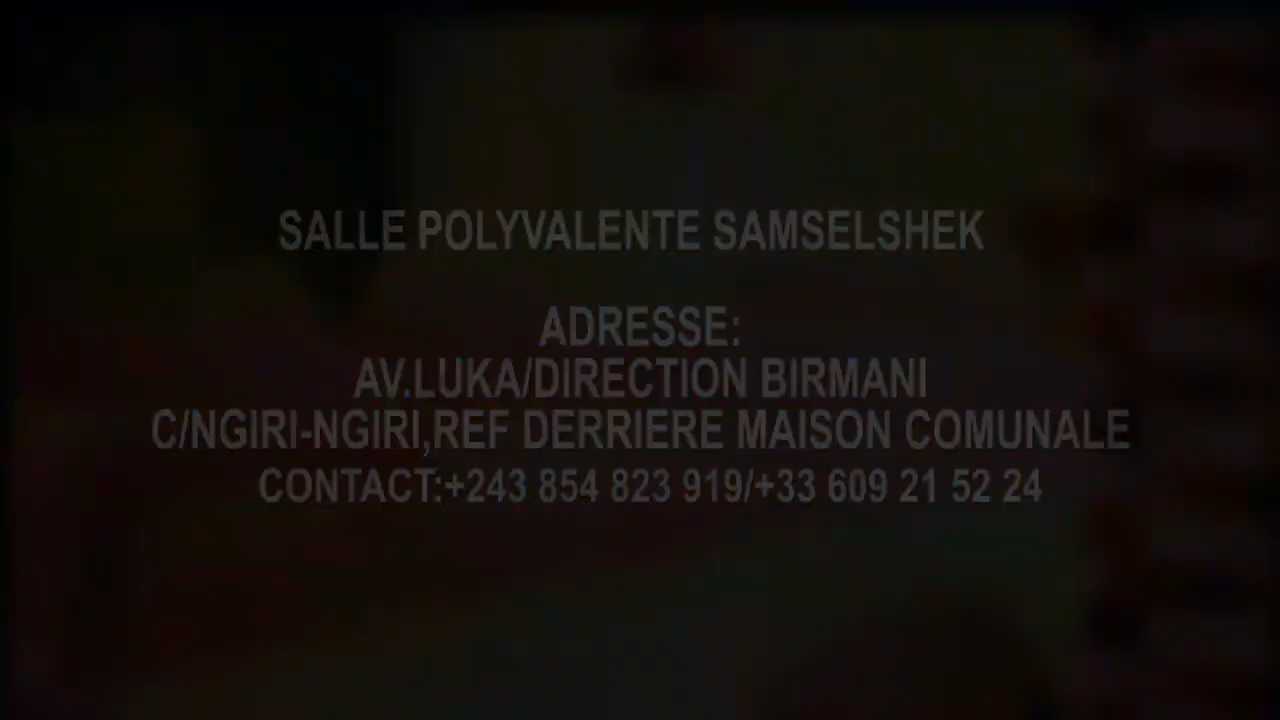 SALLE POLYVALENTE SAMSELSHEK
ADRESSE:
AV.LUKA/DIRECTION BIRMANI
C/NGIRI-NGIRI,REF DERRIERE MAISON COMUNALE
CONTACT:+243 854 823 919/+33 609 21 52 24